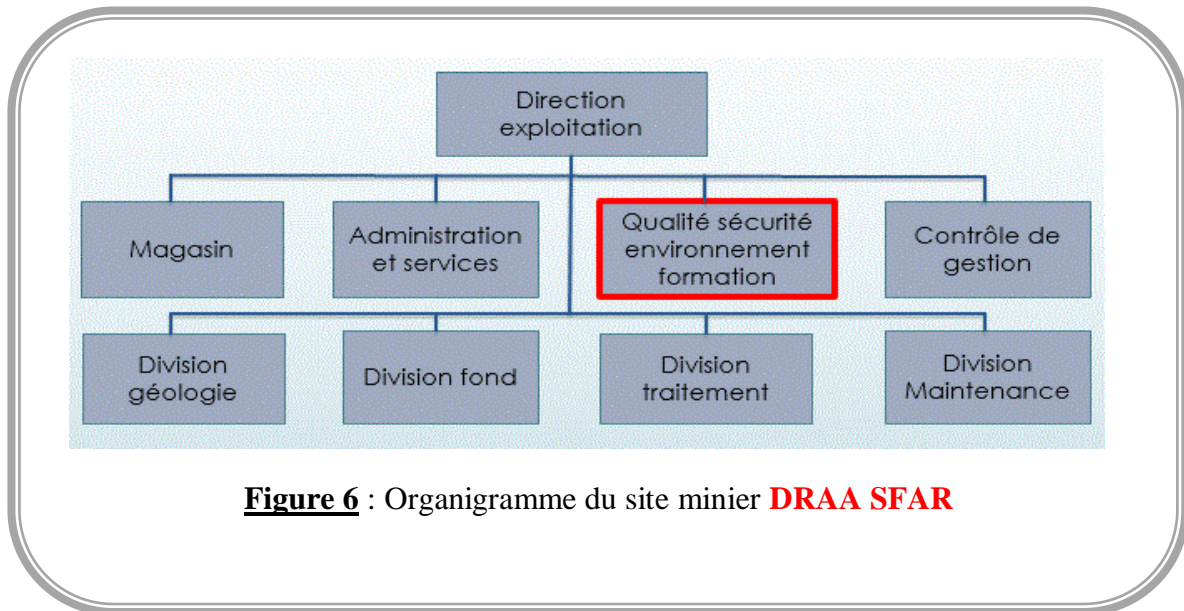 Direction
exploitation
Magasin
Administration
et services
Qualité sécurité
environnement
formation
Contrôle de
gestion
Division
géologie
Division fond
Division
traitement
Division
Maintenance
Figure 6 : Organigramme du site minier DRAA SFAR